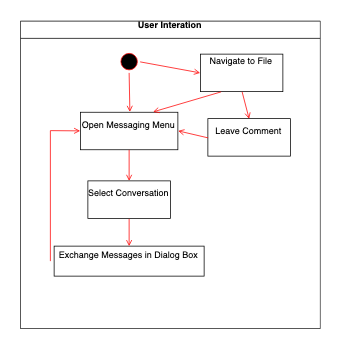 User Interation
Navigate to File
Open Messaging Menu
Leave Comment
Select Conversation
Exchange Messages in Dialog Box